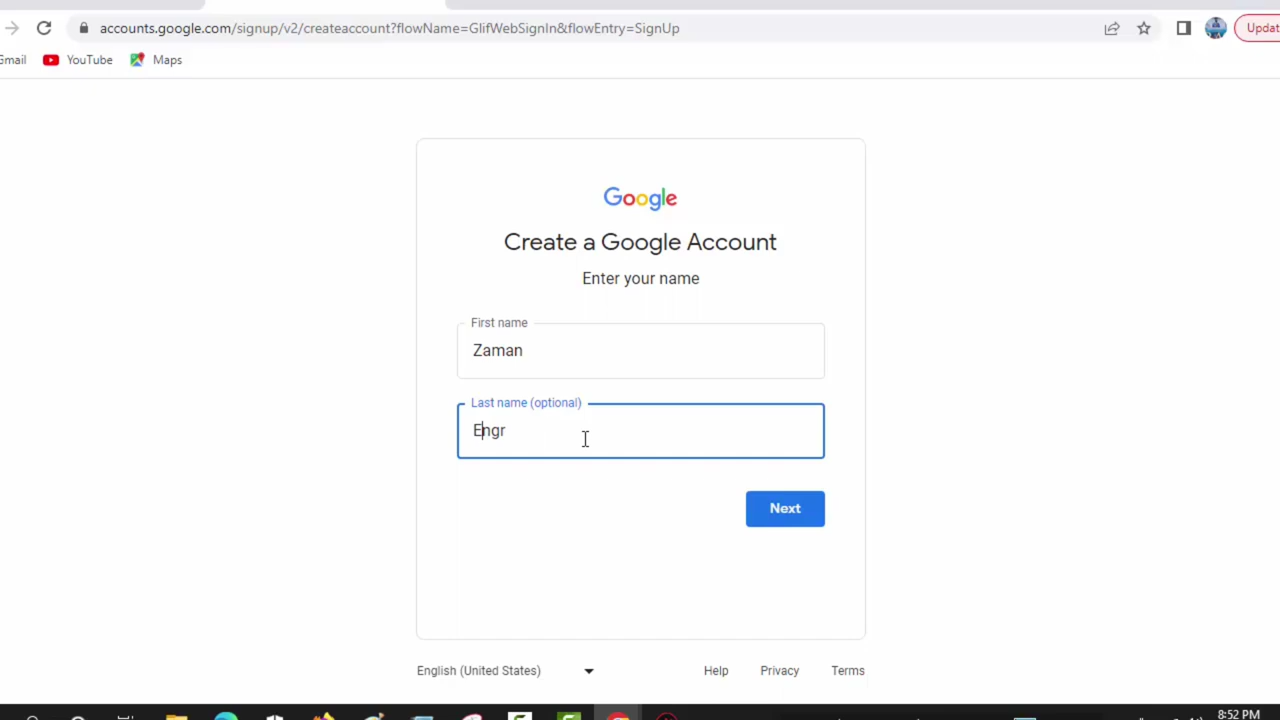 accounts.google.com/signup/v2/createaccount?flowName=GlifWebSignIn&flowEntry=SignUp
Updat
Gmail YouTube Maps
Google
Create a Google Account
Enter your name
First name
Zaman
Last name (optional)
Engr
Next
English (United States) Help Privacy Terms
8:52 PM